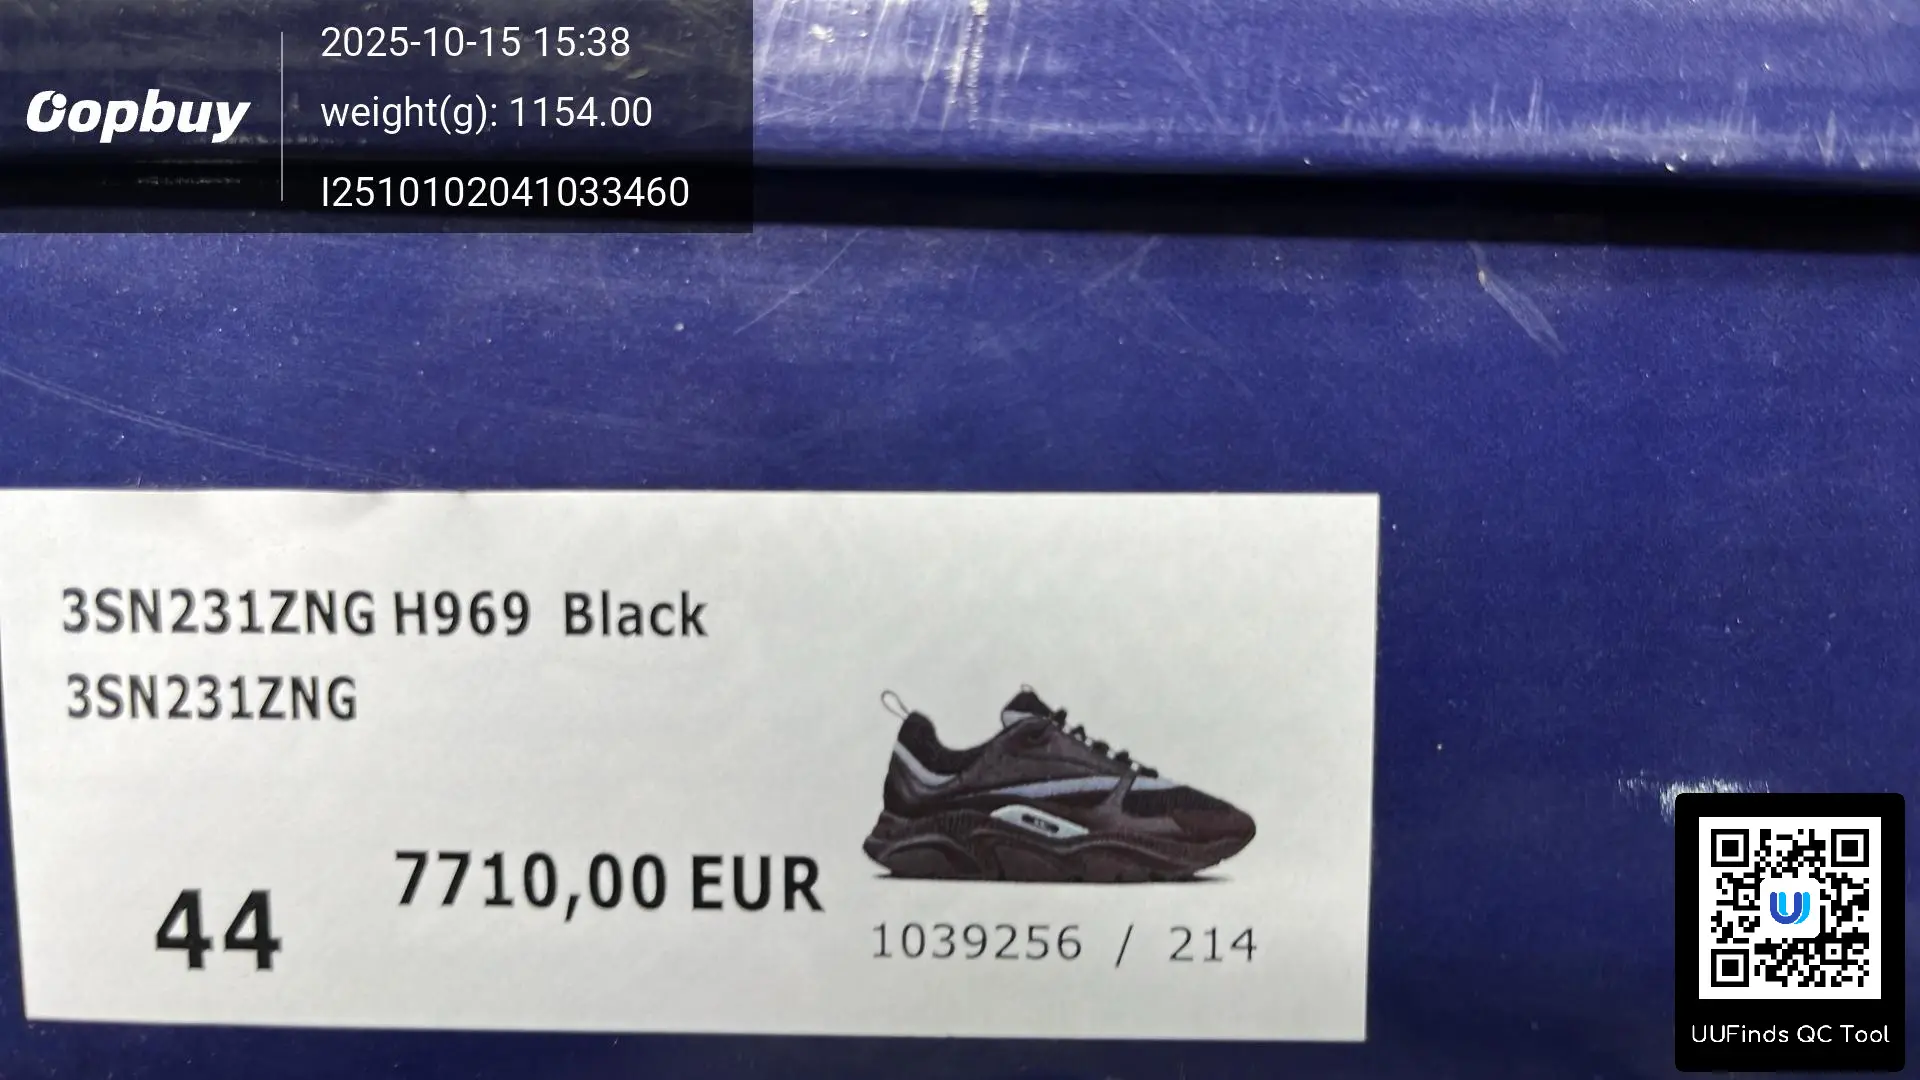 Oopbuy
2025-10-15 15:38
weight(g): 1154.00
I2510102041033460
3SN231ZNG H969 Black
3SN231ZNG
44
7710,00 EUR
1039256 / 214
UUFinds QC Tool